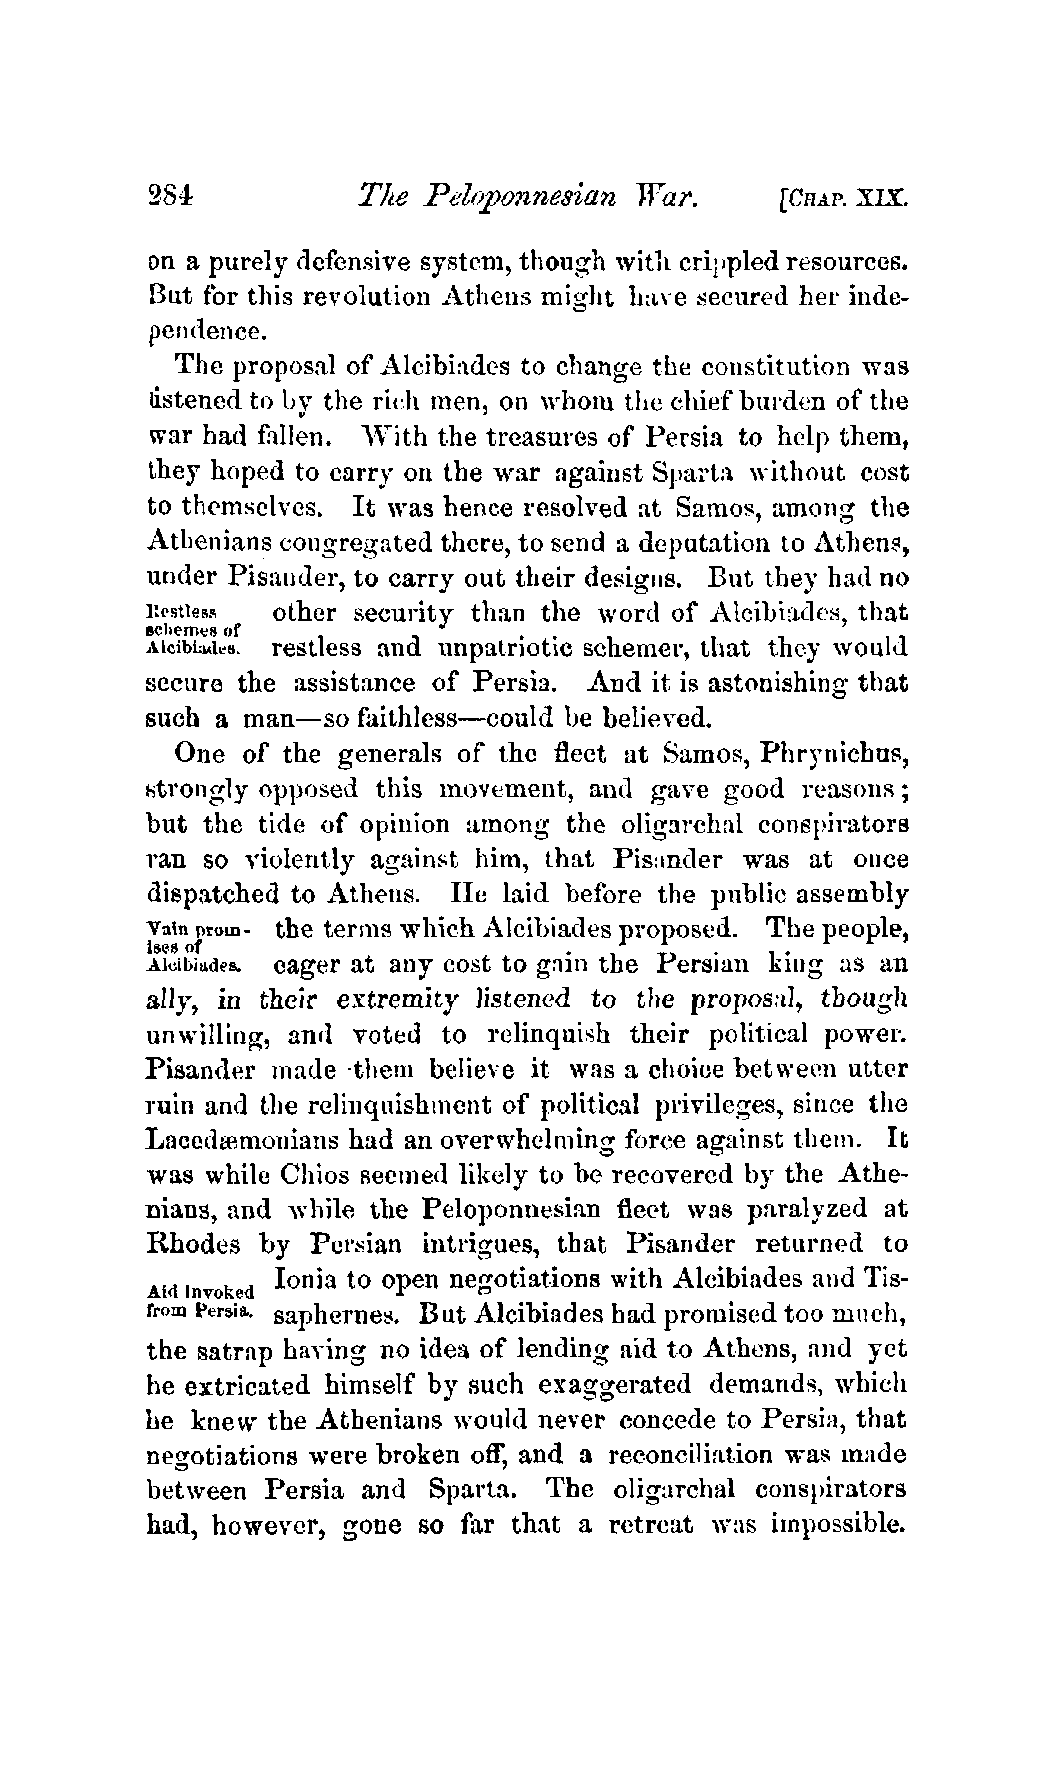 284 The Peloponnesian War. [CHAP. XIX.
on a purely defensive system, though with crippled resources.
But for this revolution Athens might have secured her inde-
pendence.
The proposal of Alcibiades to change the constitution was
listened to by the rich men, on whom the chief burden of the
war had fallen. With the treasures of Persia to help them,
they hoped to carry on the war against Sparta without cost
to themselves. It was hence resolved at Samos, among the
Athenians congregated there, to send a deputation to Athens,
under Pisander, to carry out their designs. But they had no
Restless
schemes of
Alcibiades.
other security than the word of Alcibiades, that
restless and unpatriotic schemer, that they would
secure the assistance of Persia. And it is astonishing that
such a man—so faithless—could be believed.
One of the generals of the fleet at Samos, Phrynichus,
strongly opposed this movement, and gave good reasons;
but the tide of opinion among the oligarchal conspirators
ran so violently against him, that Pisander was at once
dispatched to Athens. He laid before the public assembly
Vain prom-
ises of
Alcibiades.
the terms which Alcibiades proposed. The people,
eager at any cost to gain the Persian king as an
ally, in their extremity listened to the proposal, though
unwilling, and voted to relinquish their political power.
Pisander made them believe it was a choice between utter
ruin and the relinquishment of political privileges, since the
Lacedæmonians had an overwhelming force against them. It
was while Chios seemed likely to be recovered by the Athe-
nians, and while the Peloponnesian fleet was paralyzed at
Rhodes by Persian intrigues, that Pisander returned to
Aid invoked
from Persia.
Ionia to open negotiations with Alcibiades and Tis-
saphernes. But Alcibiades had promised too much,
the satrap having no idea of lending aid to Athens, and yet
he extricated himself by such exaggerated demands, which
he knew the Athenians would never concede to Persia, that
negotiations were broken off, and a reconciliation was made
between Persia and Sparta. The oligarchal conspirators
had, however, gone so far that a retreat was impossible.